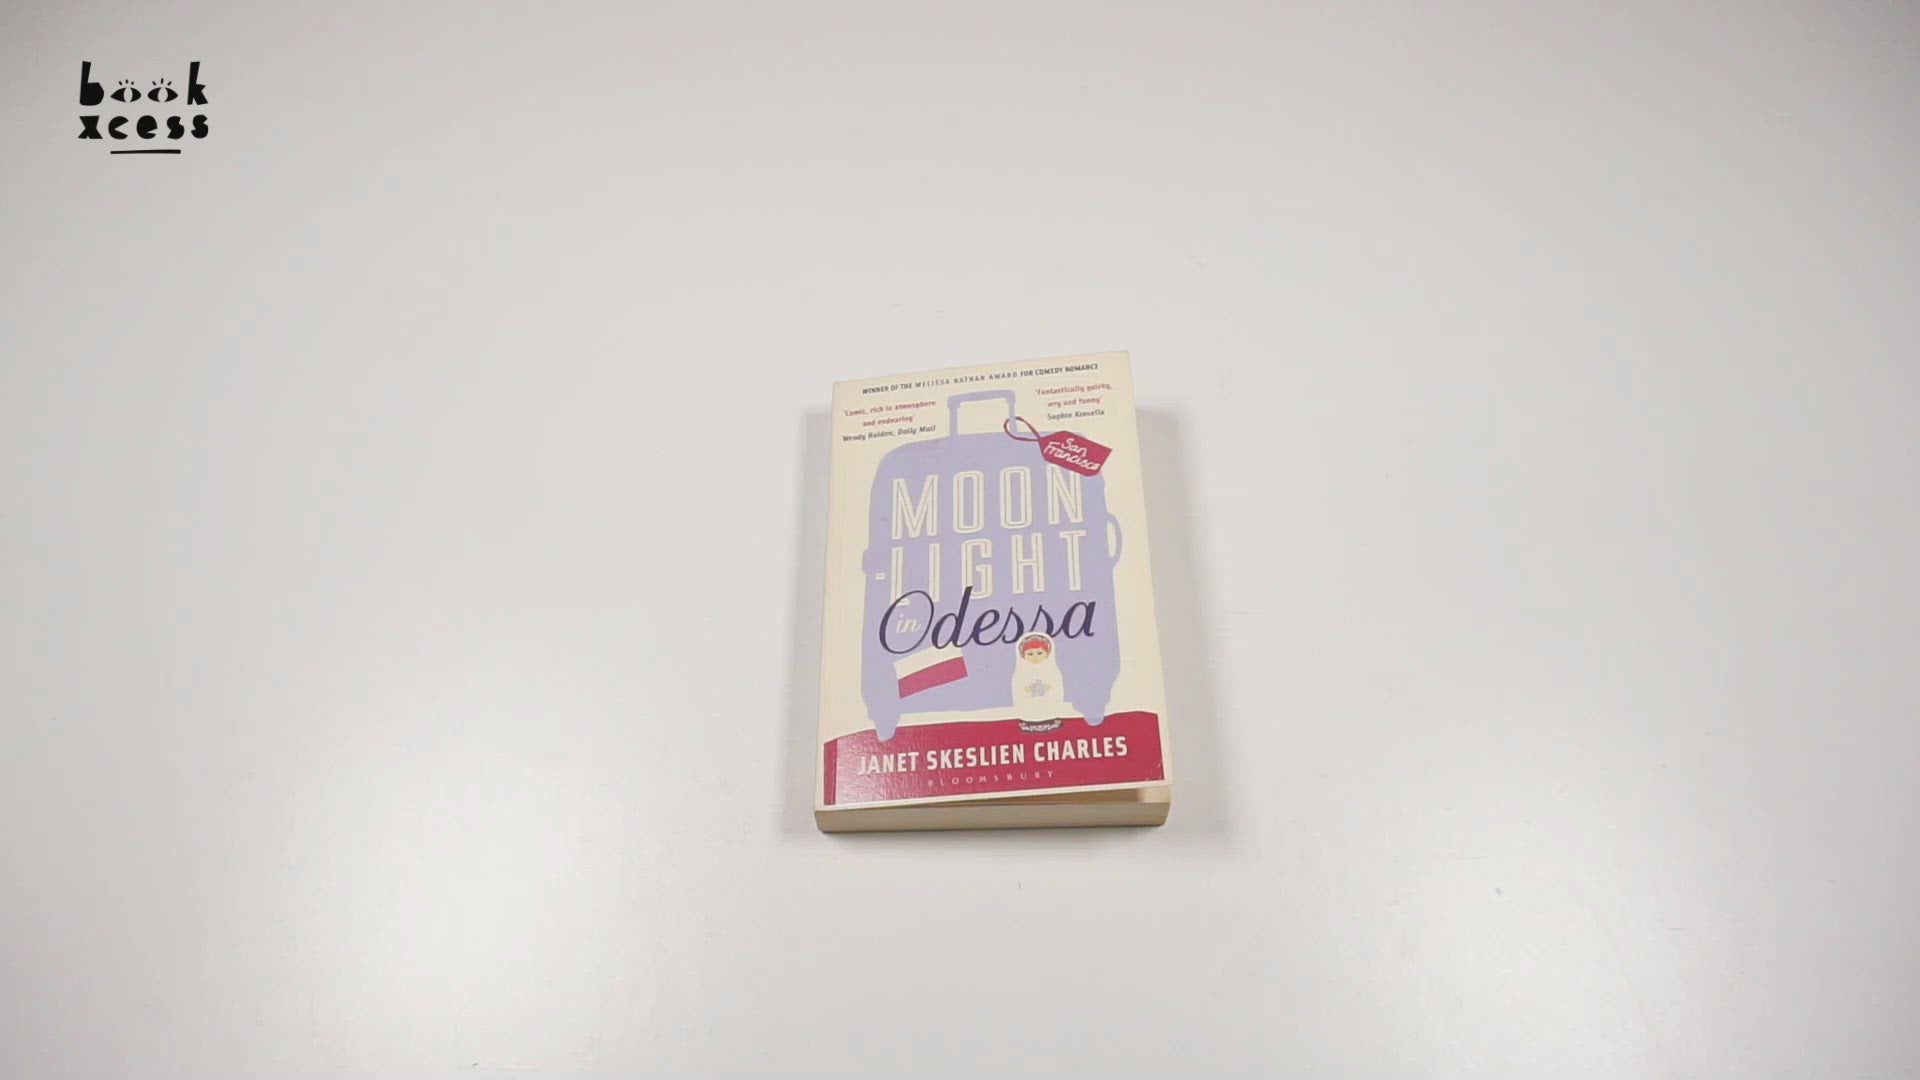 book
xcess
WINNER OF THE MELISSA NATHAN AWARD FOR COMEDY ROMANCE
'Comic, rich in atmosphere
and endearing'
Wendy Holden, Daily Mail
'Fantastically quirky,
wry and funny'
Sophie Kinsella
San
Francisco
MOON
LIGHT
in Odessa
JANET SKESLIEN CHARLES
BLOOMSBURY